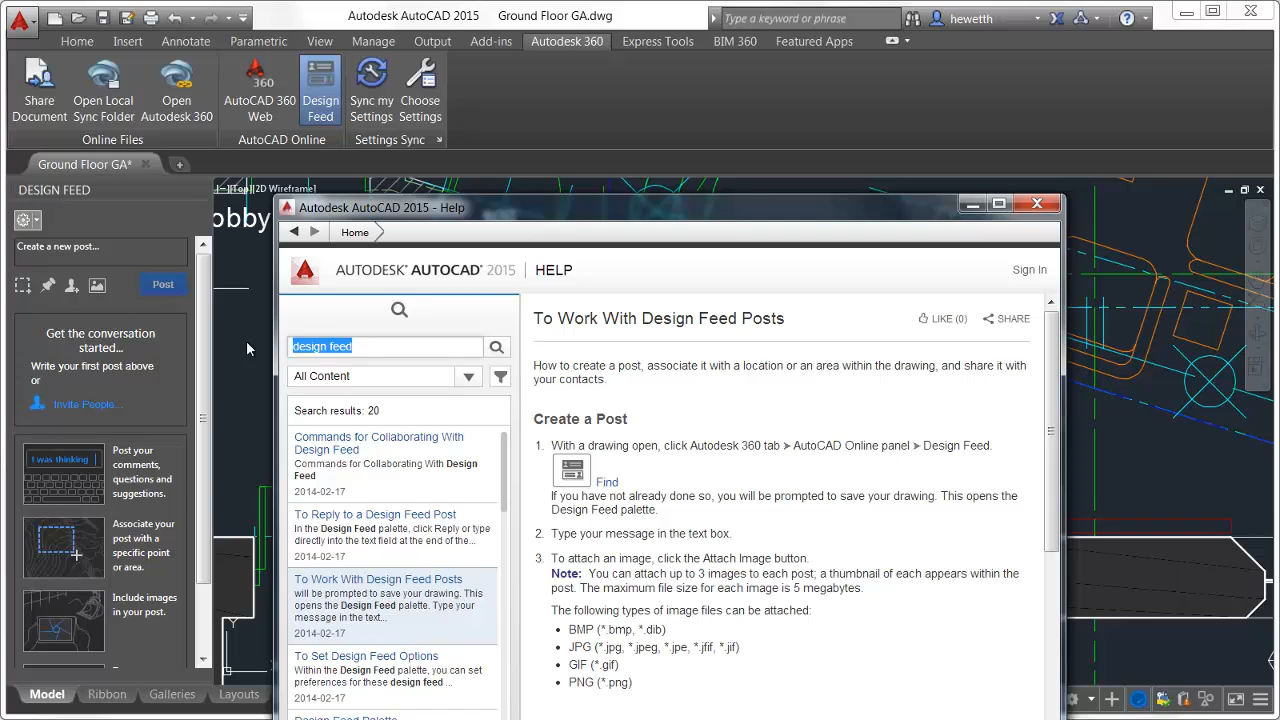 Autodesk AutoCAD 2015 Ground Floor GA.dwg
Type a keyword or phrase
hewetth
Home Insert Annotate Parametric View Manage Output Add-ins Autodesk 360 Express Tools BIM 360 Featured Apps
Share Document
Open Local Sync Folder
Open Autodesk 360
360
AutoCAD 360 Web
Design Feed
Sync my Settings
Choose Settings
Online Files
AutoCAD Online
Settings Sync
Ground Floor GA*
DESIGN FEED
[−][Top][2D Wireframe]
obby
Create a new post...
Post
Get the conversation
started...
Write your first post above
or
Invite People...
I was thinking
Post your
comments,
questions and
suggestions.
Associate your
post with a
specific point
or area.
Include images
in your post.
Autodesk AutoCAD 2015 - Help
Home
AUTODESK® AUTOCAD® 2015 HELP
Sign In
design feed
All Content
Search results: 20
Commands for Collaborating With
Design Feed
Commands for Collaborating With Design
Feed
2014-02-17
To Reply to a Design Feed Post
In the Design Feed palette, click Reply or type
directly into the text field at the end of the...
2014-02-17
To Work With Design Feed Posts
will be prompted to save your drawing. This
opens the Design Feed palette. Type your
message in the text...
2014-02-17
To Set Design Feed Options
Within the Design Feed palette, you can set
preferences for these design feed ...
2014-02-17
Design Feed Palette
To Work With Design Feed Posts
LIKE (0) SHARE
How to create a post, associate it with a location or an area within the drawing, and share it with
your contacts.
Create a Post
1. With a drawing open, click Autodesk 360 tab ➤ AutoCAD Online panel ➤ Design Feed.
Find
If you have not already done so, you will be prompted to save your drawing. This opens the
Design Feed palette.
2. Type your message in the text box.
3. To attach an image, click the Attach Image button.
Note: You can attach up to 3 images to each post; a thumbnail of each appears within the
post. The maximum file size for each image is 5 megabytes.
The following types of image files can be attached:
• BMP (*.bmp, *.dib)
• JPG (*.jpg, *.jpeg, *.jpe, *.jfif, *.jif)
• GIF (*.gif)
• PNG (*.png)
Y
Model Ribbon Galleries Layouts